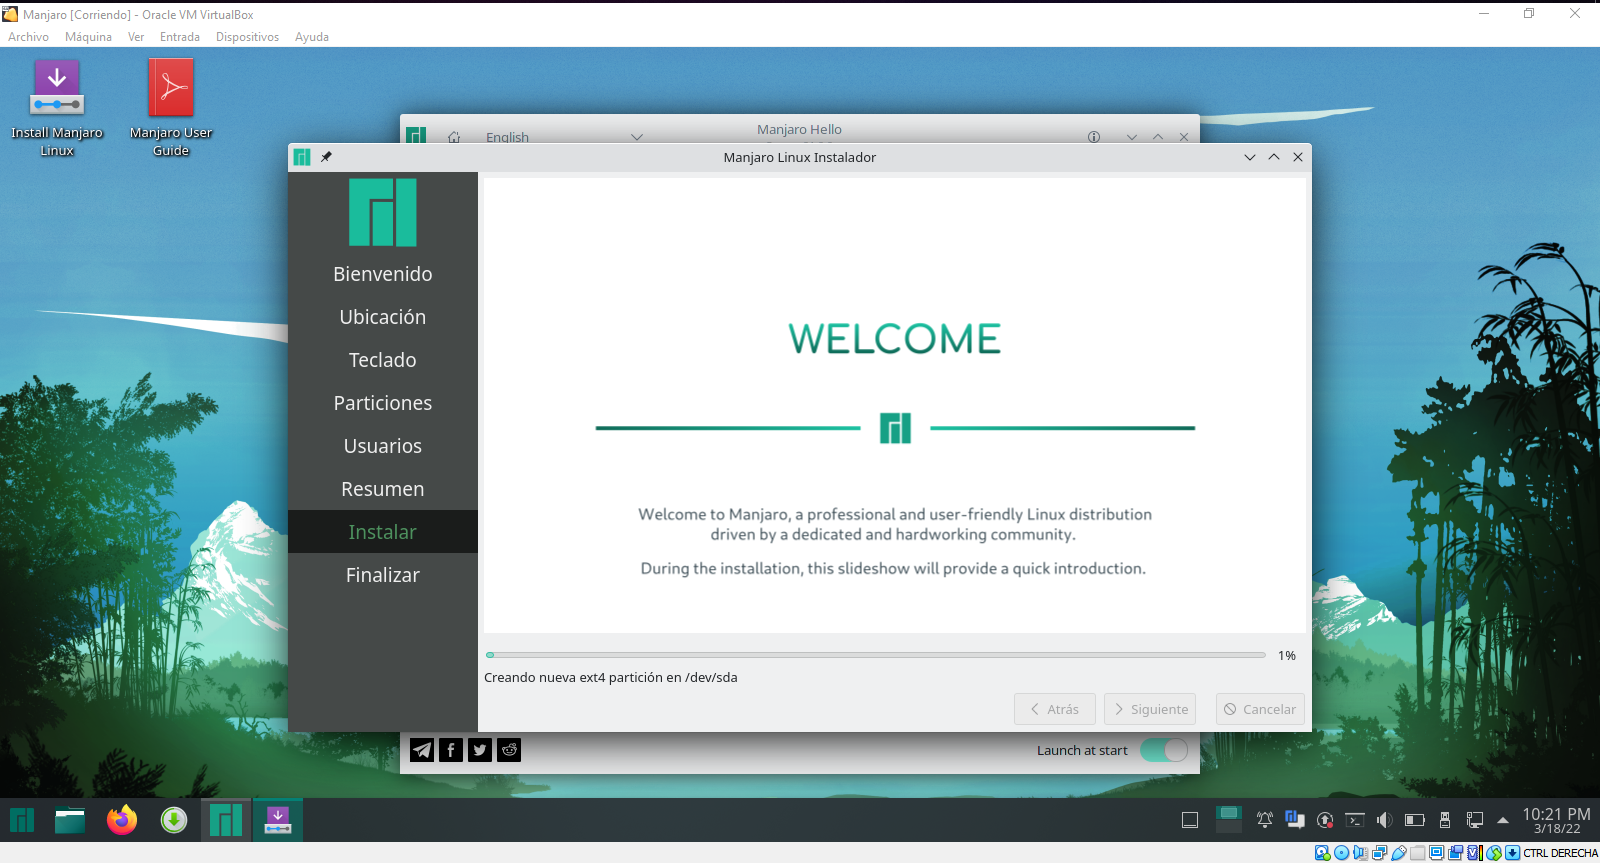 Manjaro [Corriendo] - Oracle VM VirtualBox
Archivo Máquina Ver Entrada Dispositivos Ayuda
Install Manjaro Linux
Manjaro User Guide
English
Manjaro Hello
Manjaro Linux Instalador
Bienvenido
Ubicación
Teclado
Particiones
Usuarios
Resumen
Instalar
Finalizar
WELCOME
Welcome to Manjaro, a professional and user-friendly Linux distribution
driven by a dedicated and hardworking community.
During the installation, this slideshow will provide a quick introduction.
1%
Creando nueva ext4 partición en /dev/sda
Atrás
Siguiente
Cancelar
Launch at start
10:21 PM
3/18/22
CTRL DERECHA